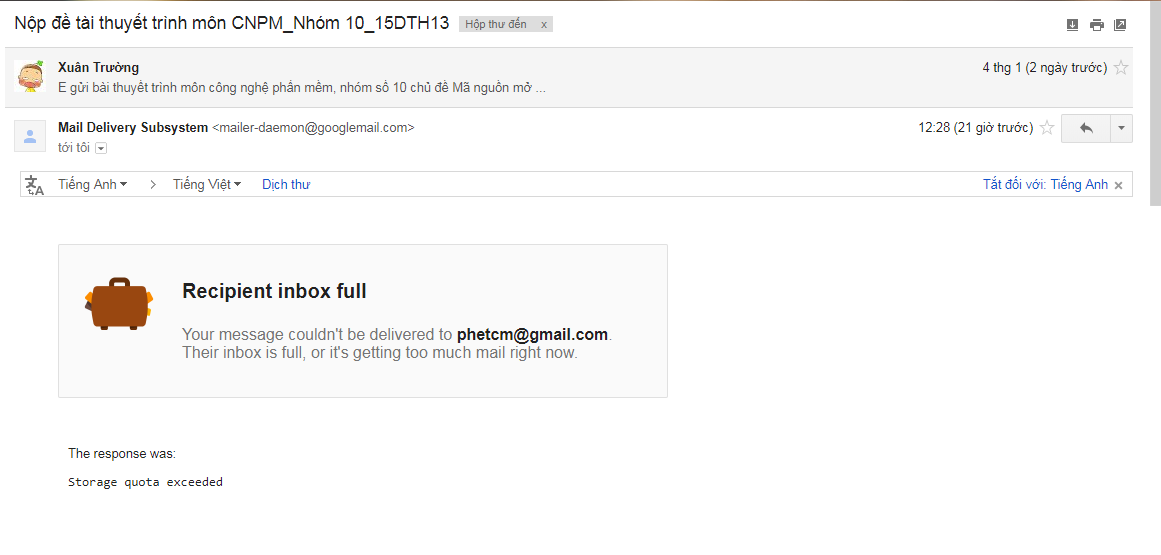 Nộp đề tài thuyết trình môn CNPM_Nhóm 10_15DTH13 Hộp thư đến x
Xuân Trường 4 thg 1 (2 ngày trước)
E gửi bài thuyết trình môn công nghệ phần mềm, nhóm số 10 chủ đề Mã nguồn mở ...
Mail Delivery Subsystem <mailer-daemon@googlemail.com> 12:28 (21 giờ trước)
tới tôi
Tiếng Anh > Tiếng Việt Dịch thư Tắt đối với: Tiếng Anh x
Recipient inbox full
Your message couldn't be delivered to phetcm@gmail.com.
Their inbox is full, or it's getting too much mail right now.
The response was:
Storage quota exceeded